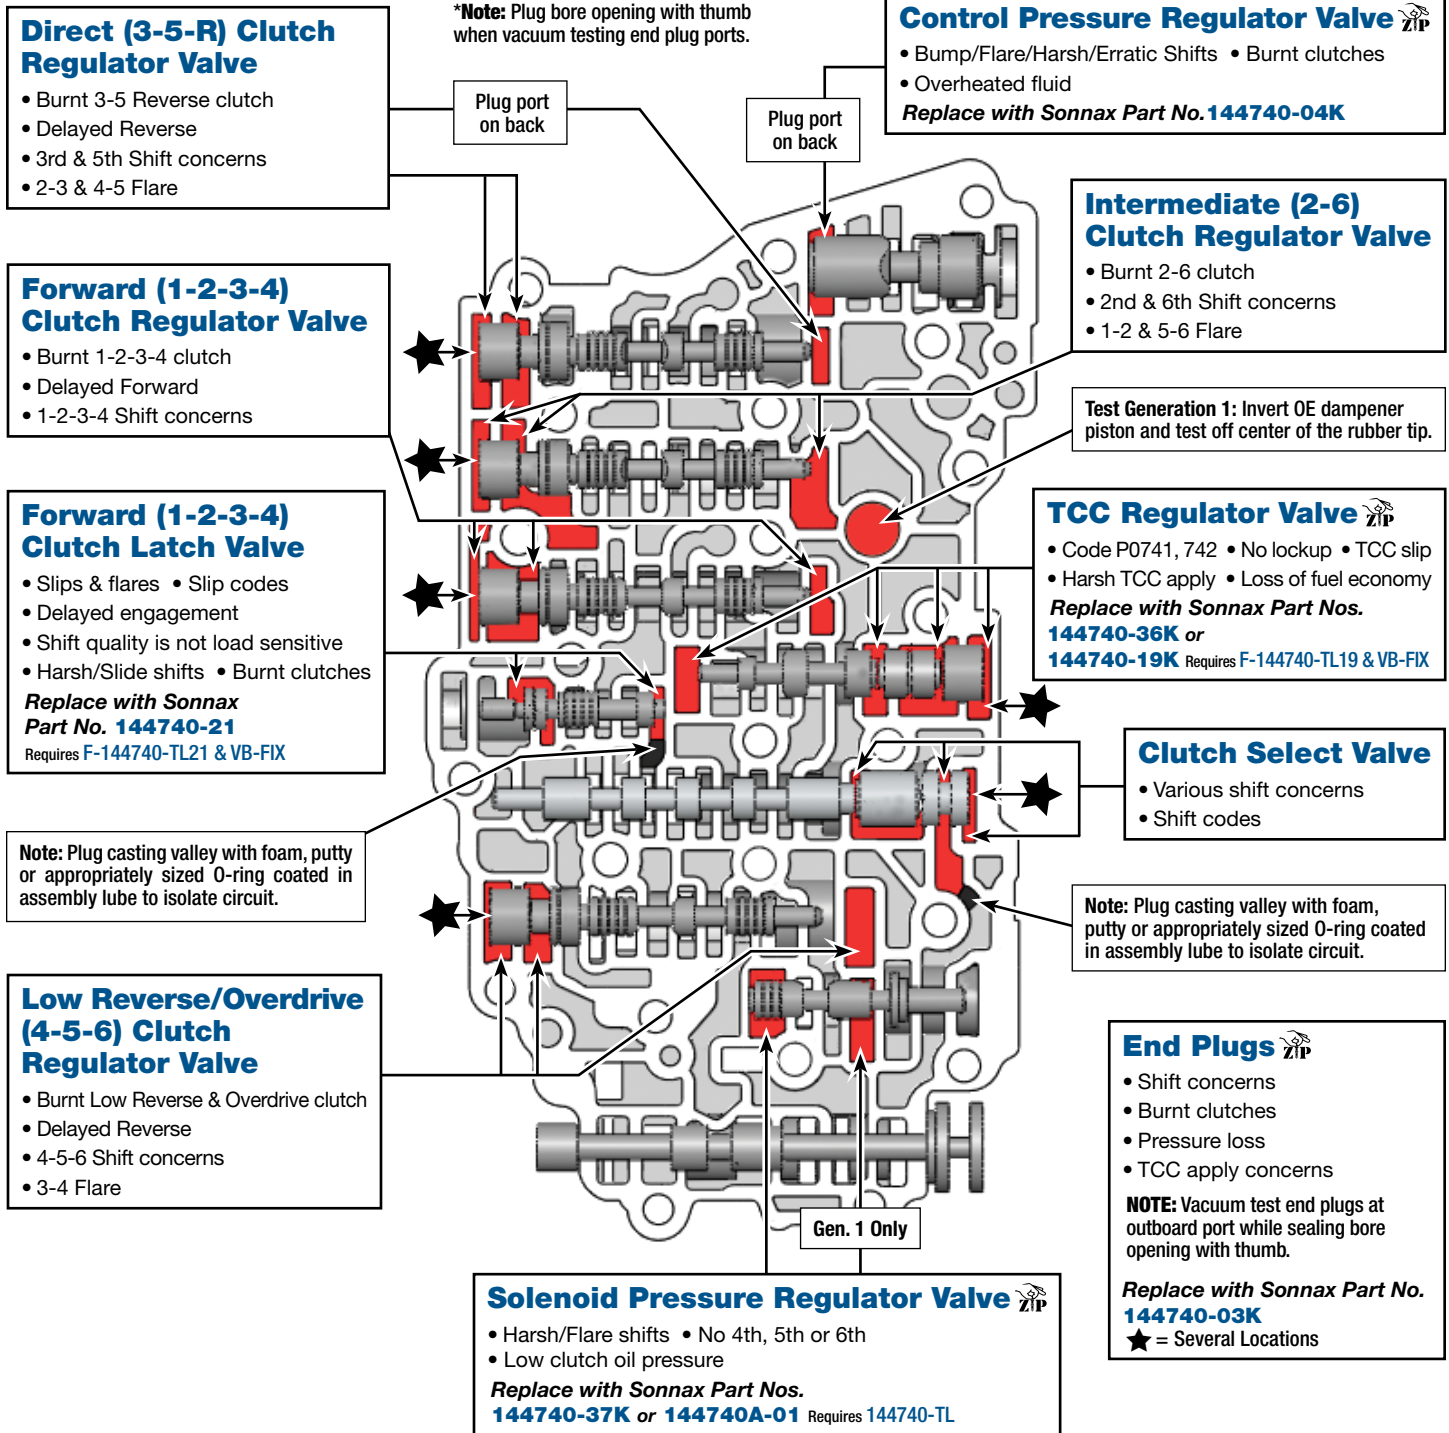 Direct (3-5-R) Clutch
Regulator Valve
• Burnt 3-5 Reverse clutch
• Delayed Reverse
• 3rd & 5th Shift concerns
• 2-3 & 4-5 Flare
*Note: Plug bore opening with thumb
when vacuum testing end plug ports.
Plug port
on back
Control Pressure Regulator Valve ZIP
• Bump/Flare/Harsh/Erratic Shifts • Burnt clutches
• Overheated fluid
Replace with Sonnax Part No. 144740-04K
Plug port
on back
Intermediate (2-6)
Clutch Regulator Valve
• Burnt 2-6 clutch
• 2nd & 6th Shift concerns
• 1-2 & 5-6 Flare
Forward (1-2-3-4)
Clutch Regulator Valve
• Burnt 1-2-3-4 clutch
• Delayed Forward
• 1-2-3-4 Shift concerns
Test Generation 1: Invert OE dampener
piston and test off center of the rubber tip.
Forward (1-2-3-4)
Clutch Latch Valve
• Slips & flares • Slip codes
• Delayed engagement
• Shift quality is not load sensitive
• Harsh/Slide shifts • Burnt clutches
Replace with Sonnax
Part No. 144740-21
Requires F-144740-TL21 & VB-FIX
TCC Regulator Valve ZIP
• Code P0741, 742 • No lockup • TCC slip
• Harsh TCC apply • Loss of fuel economy
Replace with Sonnax Part Nos.
144740-36K or
144740-19K Requires F-144740-TL19 & VB-FIX
Clutch Select Valve
• Various shift concerns
• Shift codes
Note: Plug casting valley with foam, putty
or appropriately sized O-ring coated in
assembly lube to isolate circuit.
Note: Plug casting valley with foam,
putty or appropriately sized O-ring coated
in assembly lube to isolate circuit.
Low Reverse/Overdrive
(4-5-6) Clutch
Regulator Valve
• Burnt Low Reverse & Overdrive clutch
• Delayed Reverse
• 4-5-6 Shift concerns
• 3-4 Flare
End Plugs ZIP
• Shift concerns
• Burnt clutches
• Pressure loss
• TCC apply concerns
NOTE: Vacuum test end plugs at
outboard port while sealing bore
opening with thumb.
Replace with Sonnax Part No.
144740-03K
★ = Several Locations
Gen. 1 Only
Solenoid Pressure Regulator Valve ZIP
• Harsh/Flare shifts • No 4th, 5th or 6th
• Low clutch oil pressure
Replace with Sonnax Part Nos.
144740-37K or 144740A-01 Requires 144740-TL